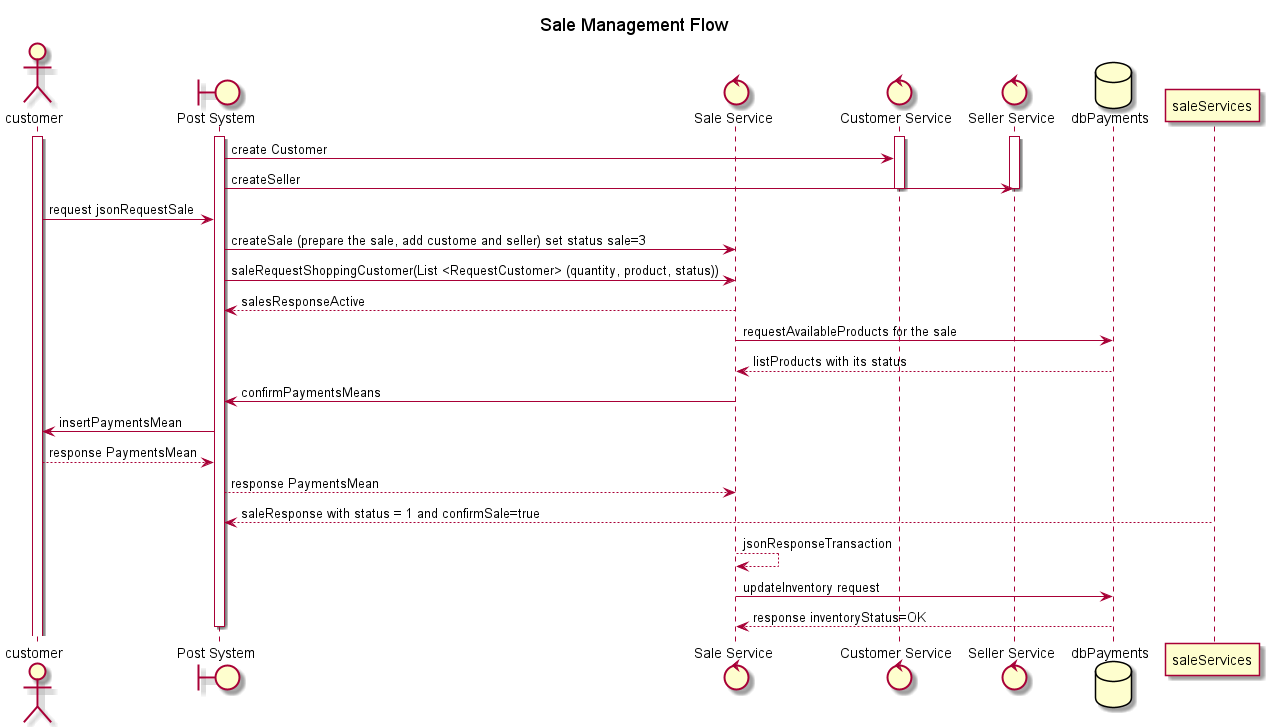 Sale Management Flow
customer
Post System
Sale Service
Customer Service
Seller Service
dbPayments
saleServices
create Customer
createSeller
request jsonRequestSale
createSale (prepare the sale, add custome and seller) set status sale=3
saleRequestShoppingCustomer(List <RequestCustomer> (quantity, product, status))
salesResponseActive
requestAvailableProducts for the sale
listProducts with its status
confirmPaymentsMeans
insertPaymentsMean
response PaymentsMean
response PaymentsMean
saleResponse with status = 1 and confirmSale=true
jsonResponseTransaction
updateInventory request
response inventoryStatus=OK
customer
Post System
Sale Service
Customer Service
Seller Service
dbPayments
saleServices